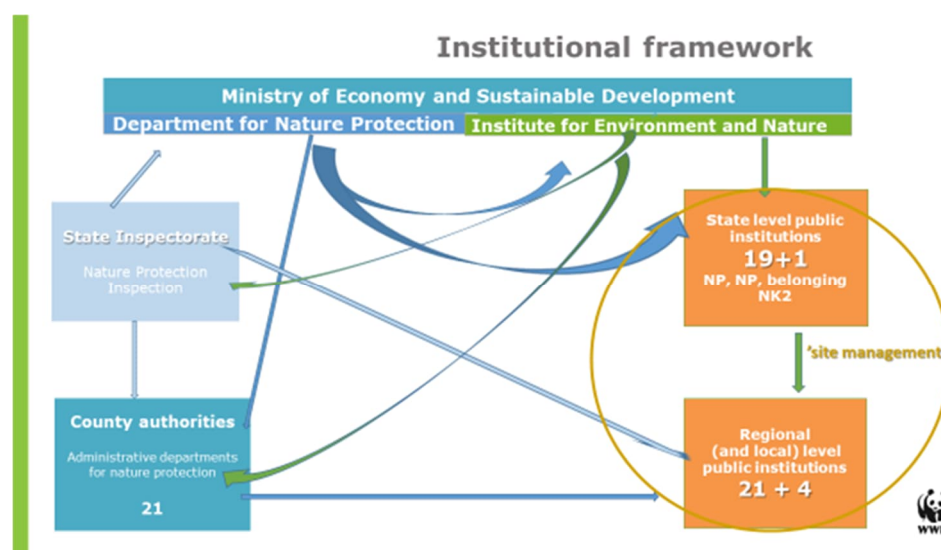 Institutional framework
Ministry of Economy and Sustainable Development
Department for Nature Protection
Institute for Environment and Nature
State Inspectorate
Nature Protection
Inspection
State level public
institutions
19+1
NP, NP, belonging
NK2
'site management
County authorities
Administrative departments
for nature protection
21
Regional
(and local) level
public institutions
21 + 4
WWF